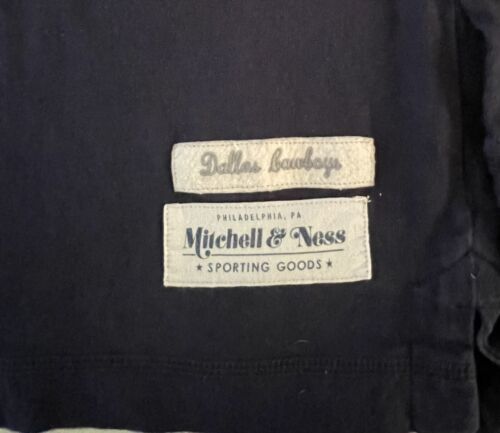 Dallas Cowboys
PHILADELPHIA, PA
Mitchell & Ness
★ SPORTING GOODS ★